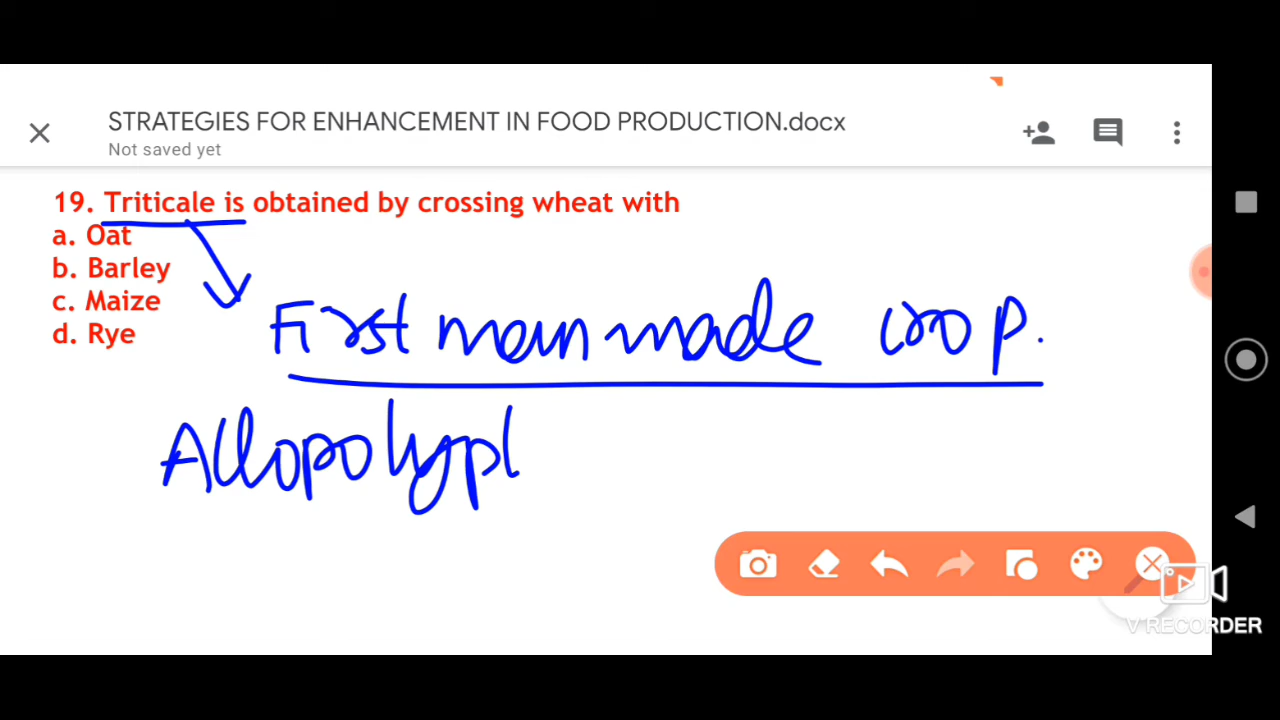 STRATEGIES FOR ENHANCEMENT IN FOOD PRODUCTION.docx
Not saved yet
19. Triticale is obtained by crossing wheat with
a. Oat
b. Barley
c. Maize
d. Rye
First man made crop.
Allopolypl
V RECORDER